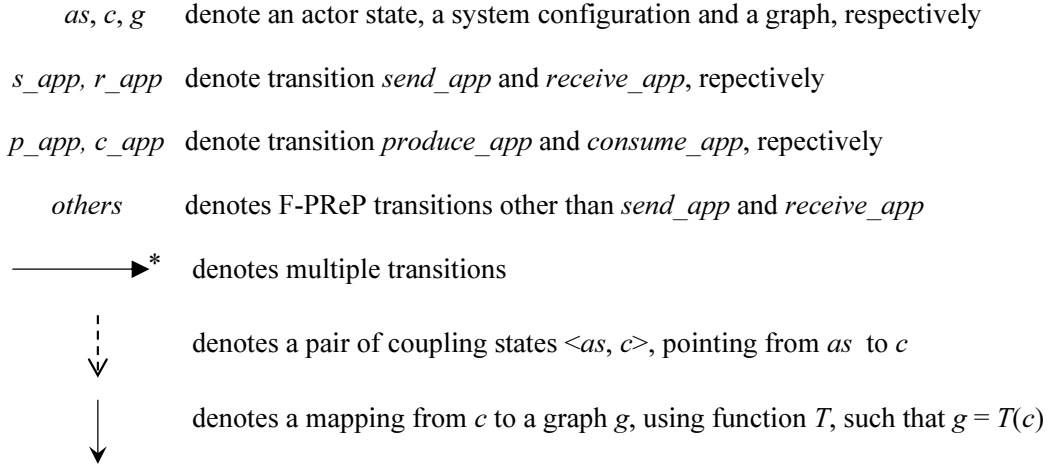 as, c, g denote an actor state, a system configuration and a graph, respectively
s_app, r_app denote transition send_app and receive_app, repectively
p_app, c_app denote transition produce_app and consume_app, repectively
others denotes F-PReP transitions other than send_app and receive_app
* denotes multiple transitions
denotes a pair of coupling states <as, c>, pointing from as to c
denotes a mapping from c to a graph g, using function T, such that g = T(c)